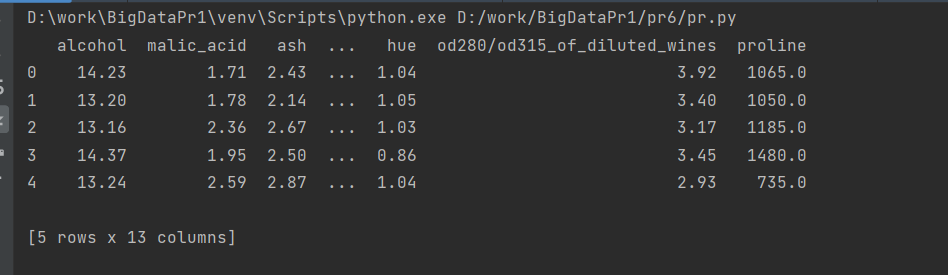 D:\work\BigDataPr1\venv\Scripts\python.exe D:/work/BigDataPr1/pr6/pr.py
alcohol malic_acid ash ... hue od280/od315_of_diluted_wines proline
0 14.23 1.71 2.43 ... 1.04 3.92 1065.0
1 13.20 1.78 2.14 ... 1.05 3.40 1050.0
2 13.16 2.36 2.67 ... 1.03 3.17 1185.0
3 14.37 1.95 2.50 ... 0.86 3.45 1480.0
4 13.24 2.59 2.87 ... 1.04 2.93 735.0
[5 rows x 13 columns]